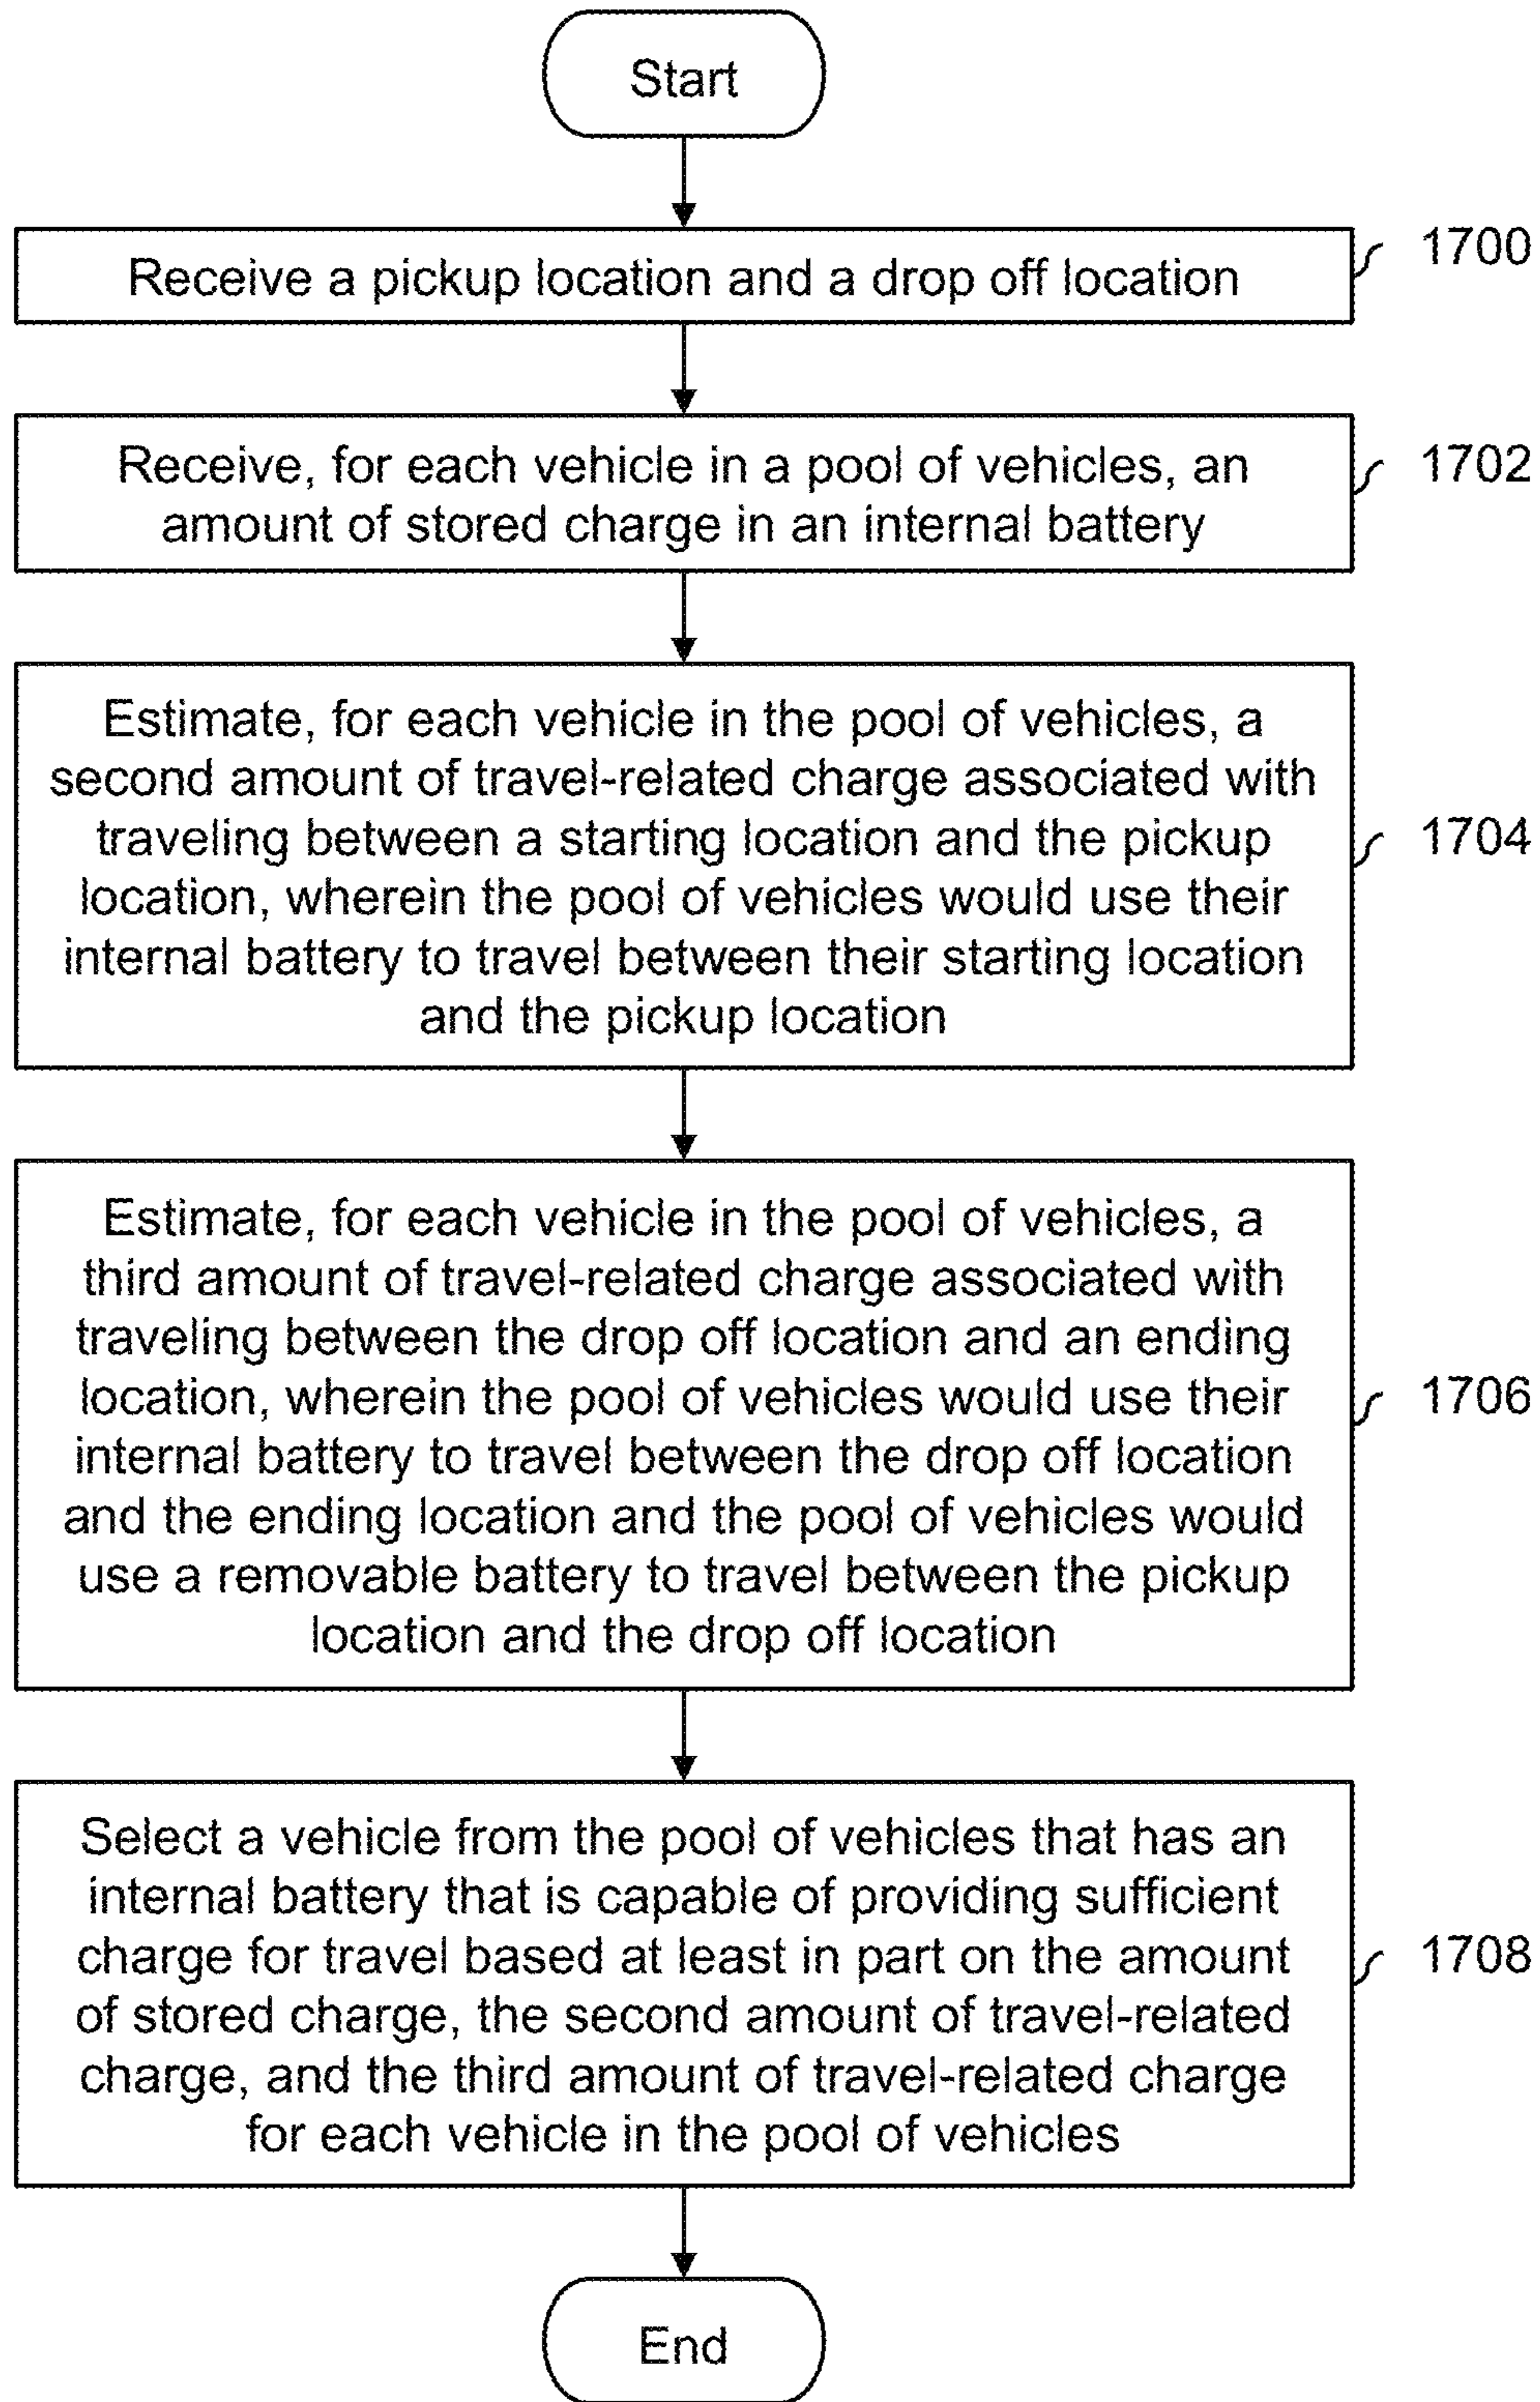 Start
Receive a pickup location and a drop off location
1700
Receive, for each vehicle in a pool of vehicles, an
amount of stored charge in an internal battery
1702
Estimate, for each vehicle in the pool of vehicles, a
second amount of travel-related charge associated with
traveling between a starting location and the pickup
location, wherein the pool of vehicles would use their
internal battery to travel between their starting location
and the pickup location
1704
Estimate, for each vehicle in the pool of vehicles, a
third amount of travel-related charge associated with
traveling between the drop off location and an ending
location, wherein the pool of vehicles would use their
internal battery to travel between the drop off location
and the ending location and the pool of vehicles would
use a removable battery to travel between the pickup
location and the drop off location
1706
Select a vehicle from the pool of vehicles that has an
internal battery that is capable of providing sufficient
charge for travel based at least in part on the amount
of stored charge, the second amount of travel-related
charge, and the third amount of travel-related charge
for each vehicle in the pool of vehicles
1708
End